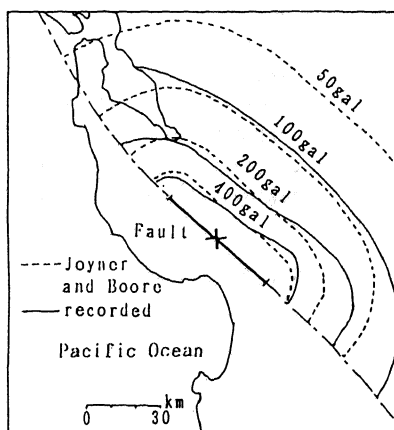 50gal
100gal
200gal
400gal
Fault
Joyner
and Boore
recorded
Pacific Ocean
km
0 30